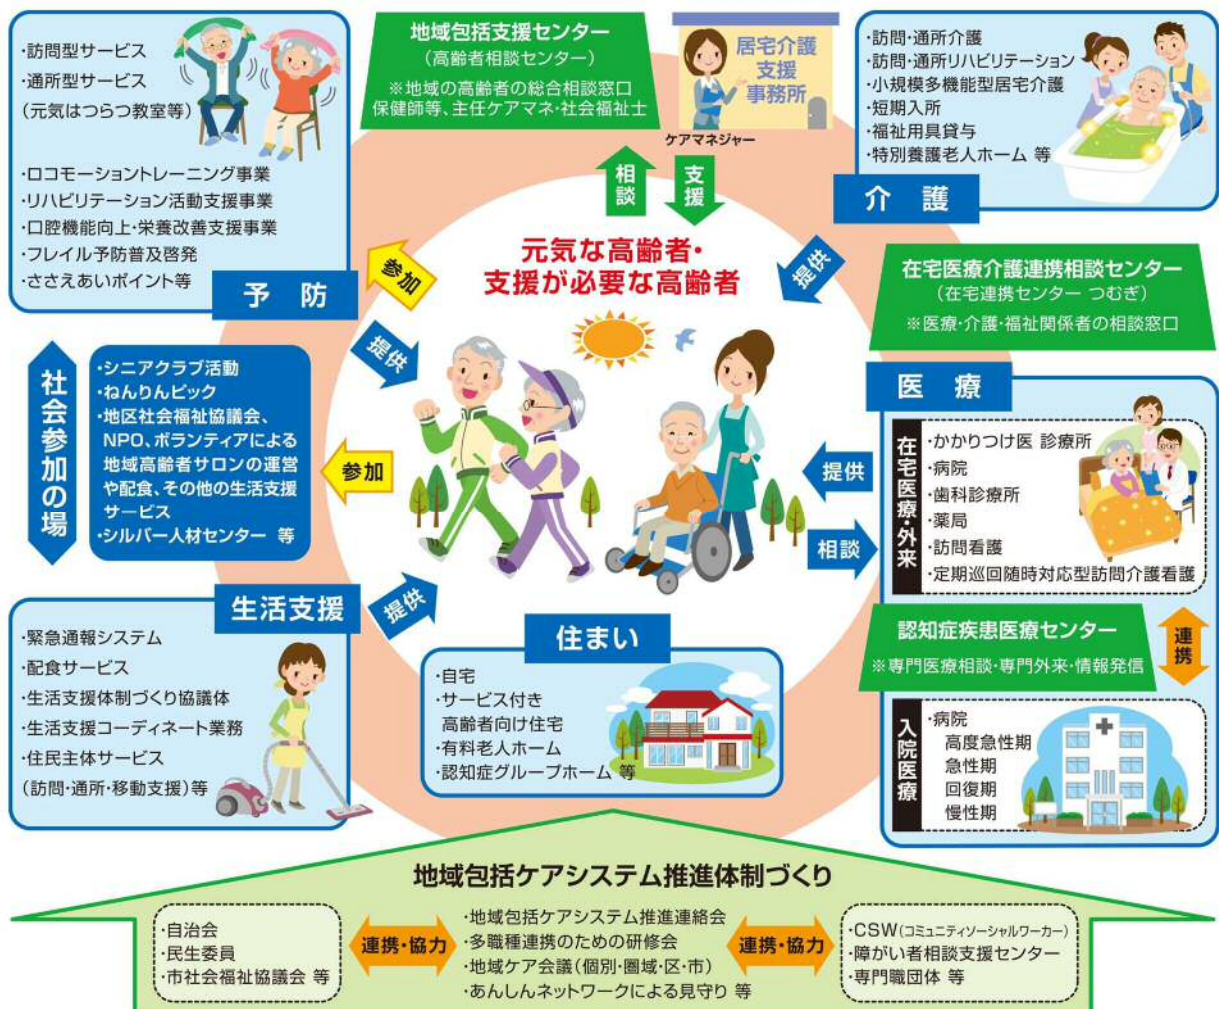 ・訪問型サービス
・通所型サービス
(元気はつらつ教室等)
・ロコモーショントレーニング事業
・リハビリテーション活動支援事業
・口腔機能向上・栄養改善支援事業
・フレイル予防普及啓発
・ささえあいポイント等
予防
地域包括支援センター
(高齢者相談センター)
※地域の高齢者の総合相談窓口
保健師等、主任ケアマネ・社会福祉士
居宅介護
支援
事務所
ケアマネジャー
相談
支援
・訪問・通所介護
・訪問・通所リハビリテーション
・小規模多機能型居宅介護
・短期入所
・福祉用具貸与
・特別養護老人ホーム 等
介護
元気な高齢者・
支援が必要な高齢者
参加
提供
提供
在宅医療介護連携相談センター
(在宅連携センター つむぎ)
※医療・介護・福祉関係者の相談窓口
社会参加の場
・シニアクラブ活動
・ねんりんピック
・地区社会福祉協議会、
NPO、ボランティアによる
地域高齢者サロンの運営
や配食、その他の生活支援
サービス
・シルバー人材センター 等
参加
提供
相談
医療
在宅医療・外来
・かかりつけ医 診療所
・病院
・歯科診療所
・薬局
・訪問看護
・定期巡回随時対応型訪問介護看護
認知症疾患医療センター
※専門医療相談・専門外来・情報発信
連携
入院医療
・病院
高度急性期
急性期
回復期
慢性期
生活支援
・緊急通報システム
・配食サービス
・生活支援体制づくり協議体
・生活支援コーディネート業務
・住民主体サービス
(訪問・通所・移動支援)等
提供
住まい
・自宅
・サービス付き
高齢者向け住宅
・有料老人ホーム
・認知症グループホーム 等
地域包括ケアシステム推進体制づくり
・自治会
・民生委員
・市社会福祉協議会 等
連携・協力
・地域包括ケアシステム推進連絡会
・多職種連携のための研修会
・地域ケア会議(個別・圏域・区・市)
・あんしんネットワークによる見守り 等
連携・協力
・CSW(コミュニティソーシャルワーカー)
・障がい者相談支援センター
・専門職団体 等